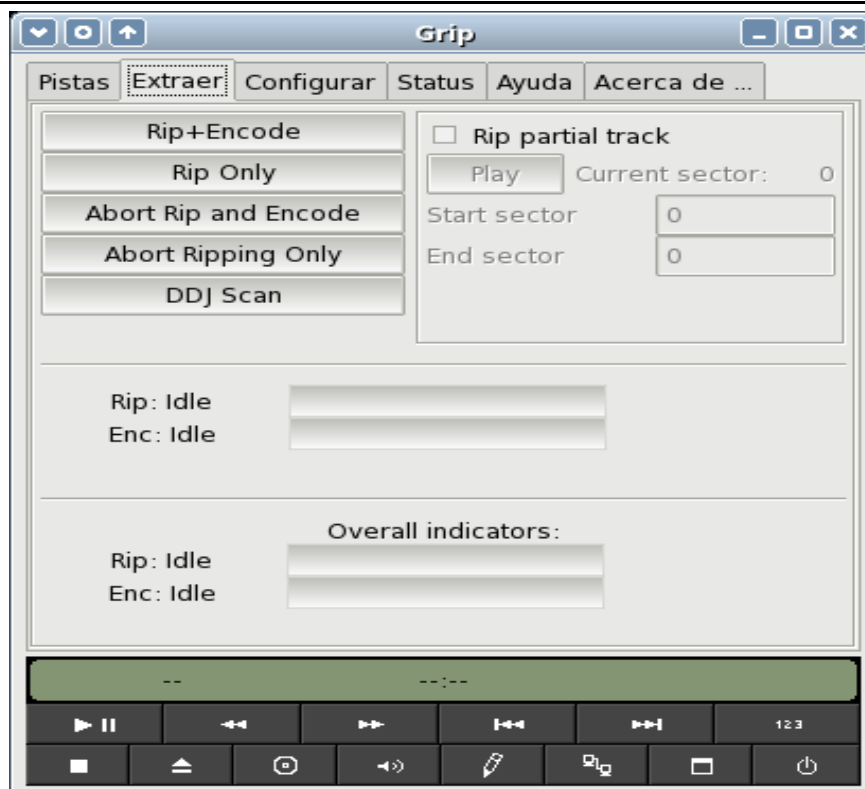 Grip
Pistas Extraer Configurar Status Ayuda Acerca de ...
Rip+Encode
Rip Only
Abort Rip and Encode
Abort Ripping Only
DDJ Scan
Rip partial track
Play Current sector: 0
Start sector 0
End sector 0
Rip: Idle
Enc: Idle
Overall indicators:
Rip: Idle
Enc: Idle
-- --:--
123